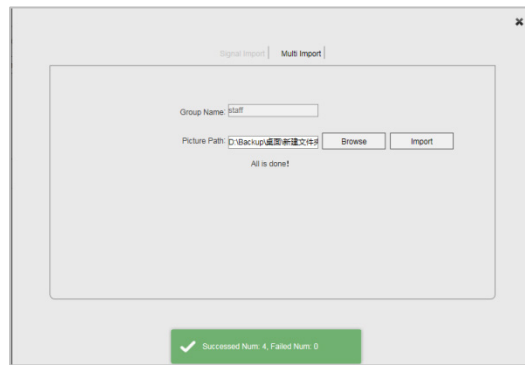 Signal Import Multi Import
Group Name: staff
Picture Path: D:\Backup\桌面\新建文件夹 Browse Import
All is done!
Successed Num: 4, Failed Num: 0